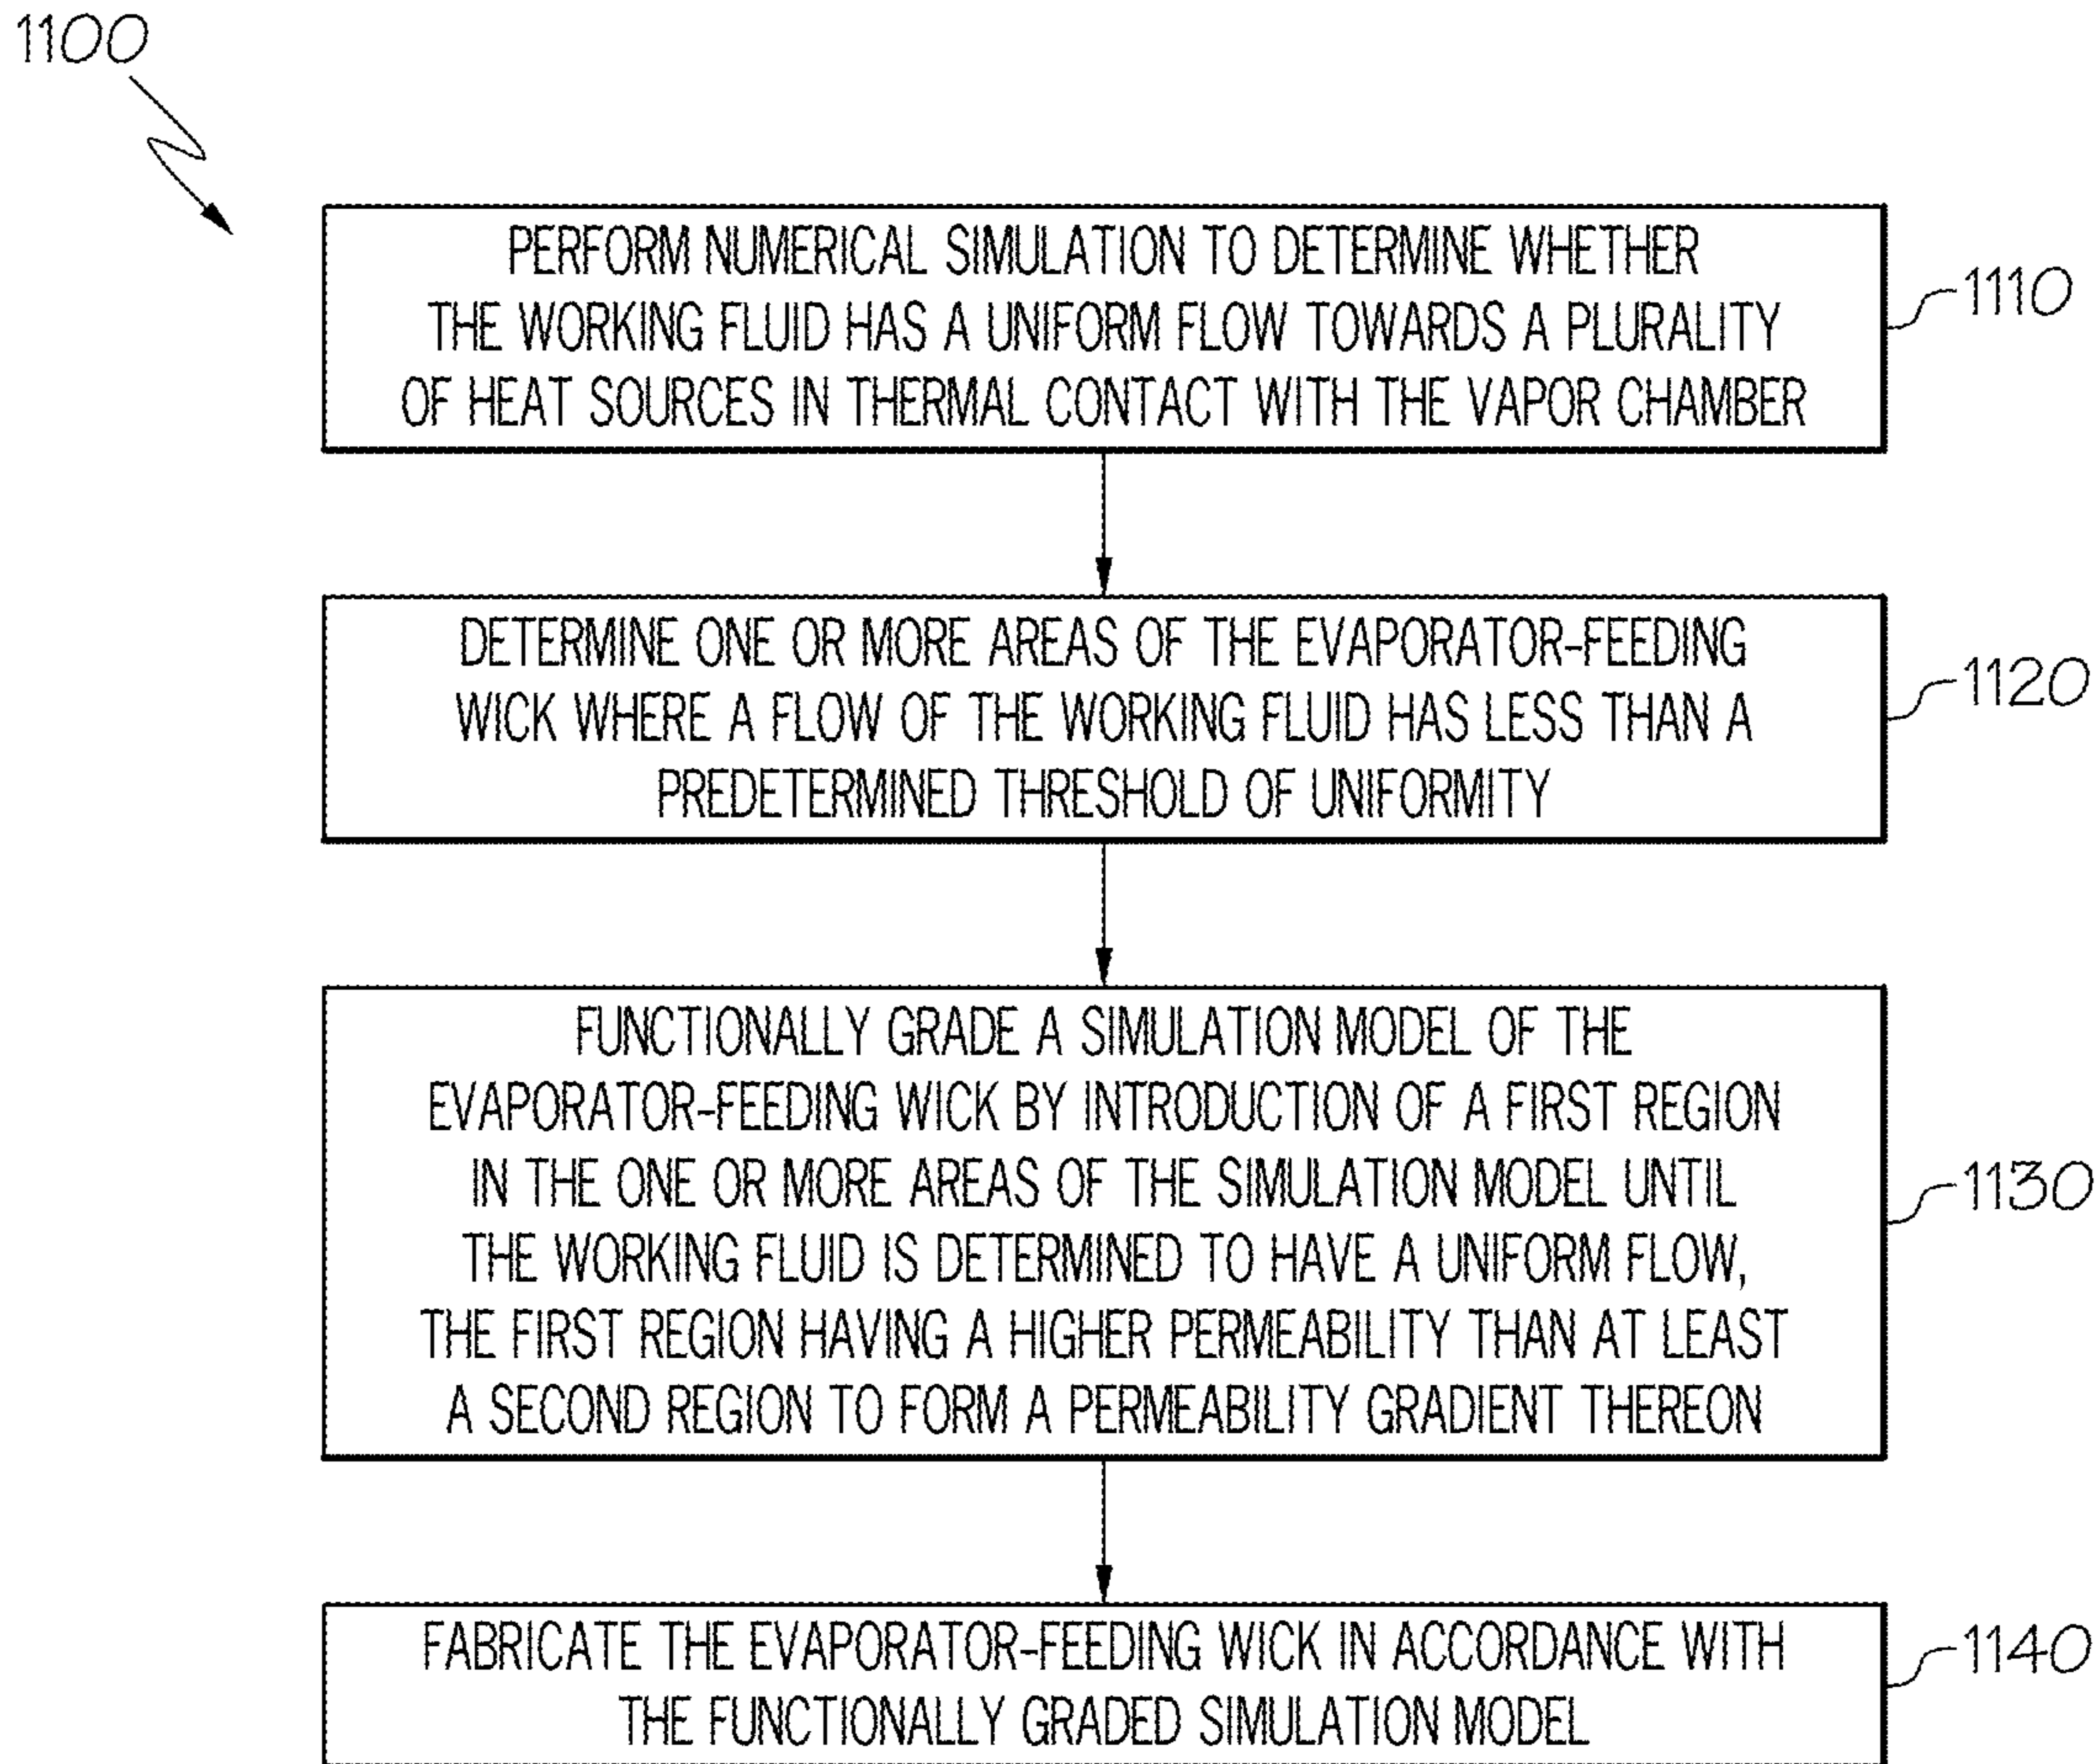 1100
PERFORM NUMERICAL SIMULATION TO DETERMINE WHETHER
THE WORKING FLUID HAS A UNIFORM FLOW TOWARDS A PLURALITY
OF HEAT SOURCES IN THERMAL CONTACT WITH THE VAPOR CHAMBER
1110
DETERMINE ONE OR MORE AREAS OF THE EVAPORATOR-FEEDING
WICK WHERE A FLOW OF THE WORKING FLUID HAS LESS THAN A
PREDETERMINED THRESHOLD OF UNIFORMITY
1120
FUNCTIONALLY GRADE A SIMULATION MODEL OF THE
EVAPORATOR-FEEDING WICK BY INTRODUCTION OF A FIRST REGION
IN THE ONE OR MORE AREAS OF THE SIMULATION MODEL UNTIL
THE WORKING FLUID IS DETERMINED TO HAVE A UNIFORM FLOW,
THE FIRST REGION HAVING A HIGHER PERMEABILITY THAN AT LEAST
A SECOND REGION TO FORM A PERMEABILITY GRADIENT THEREON
1130
FABRICATE THE EVAPORATOR-FEEDING WICK IN ACCORDANCE WITH
THE FUNCTIONALLY GRADED SIMULATION MODEL
1140